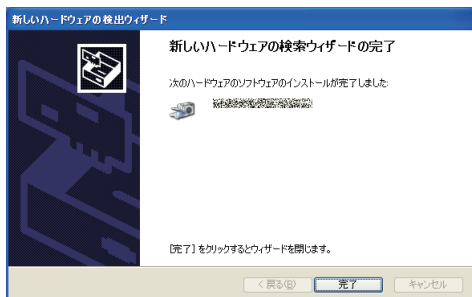 新しいハードウェアの検出ウィザード
新しいハードウェアの検索ウィザードの完了
次のハードウェアのソフトウェアのインストールが完了しました:
[完了] をクリックするとウィザードを閉じます。
< 戻る(B)
完了
キャンセル